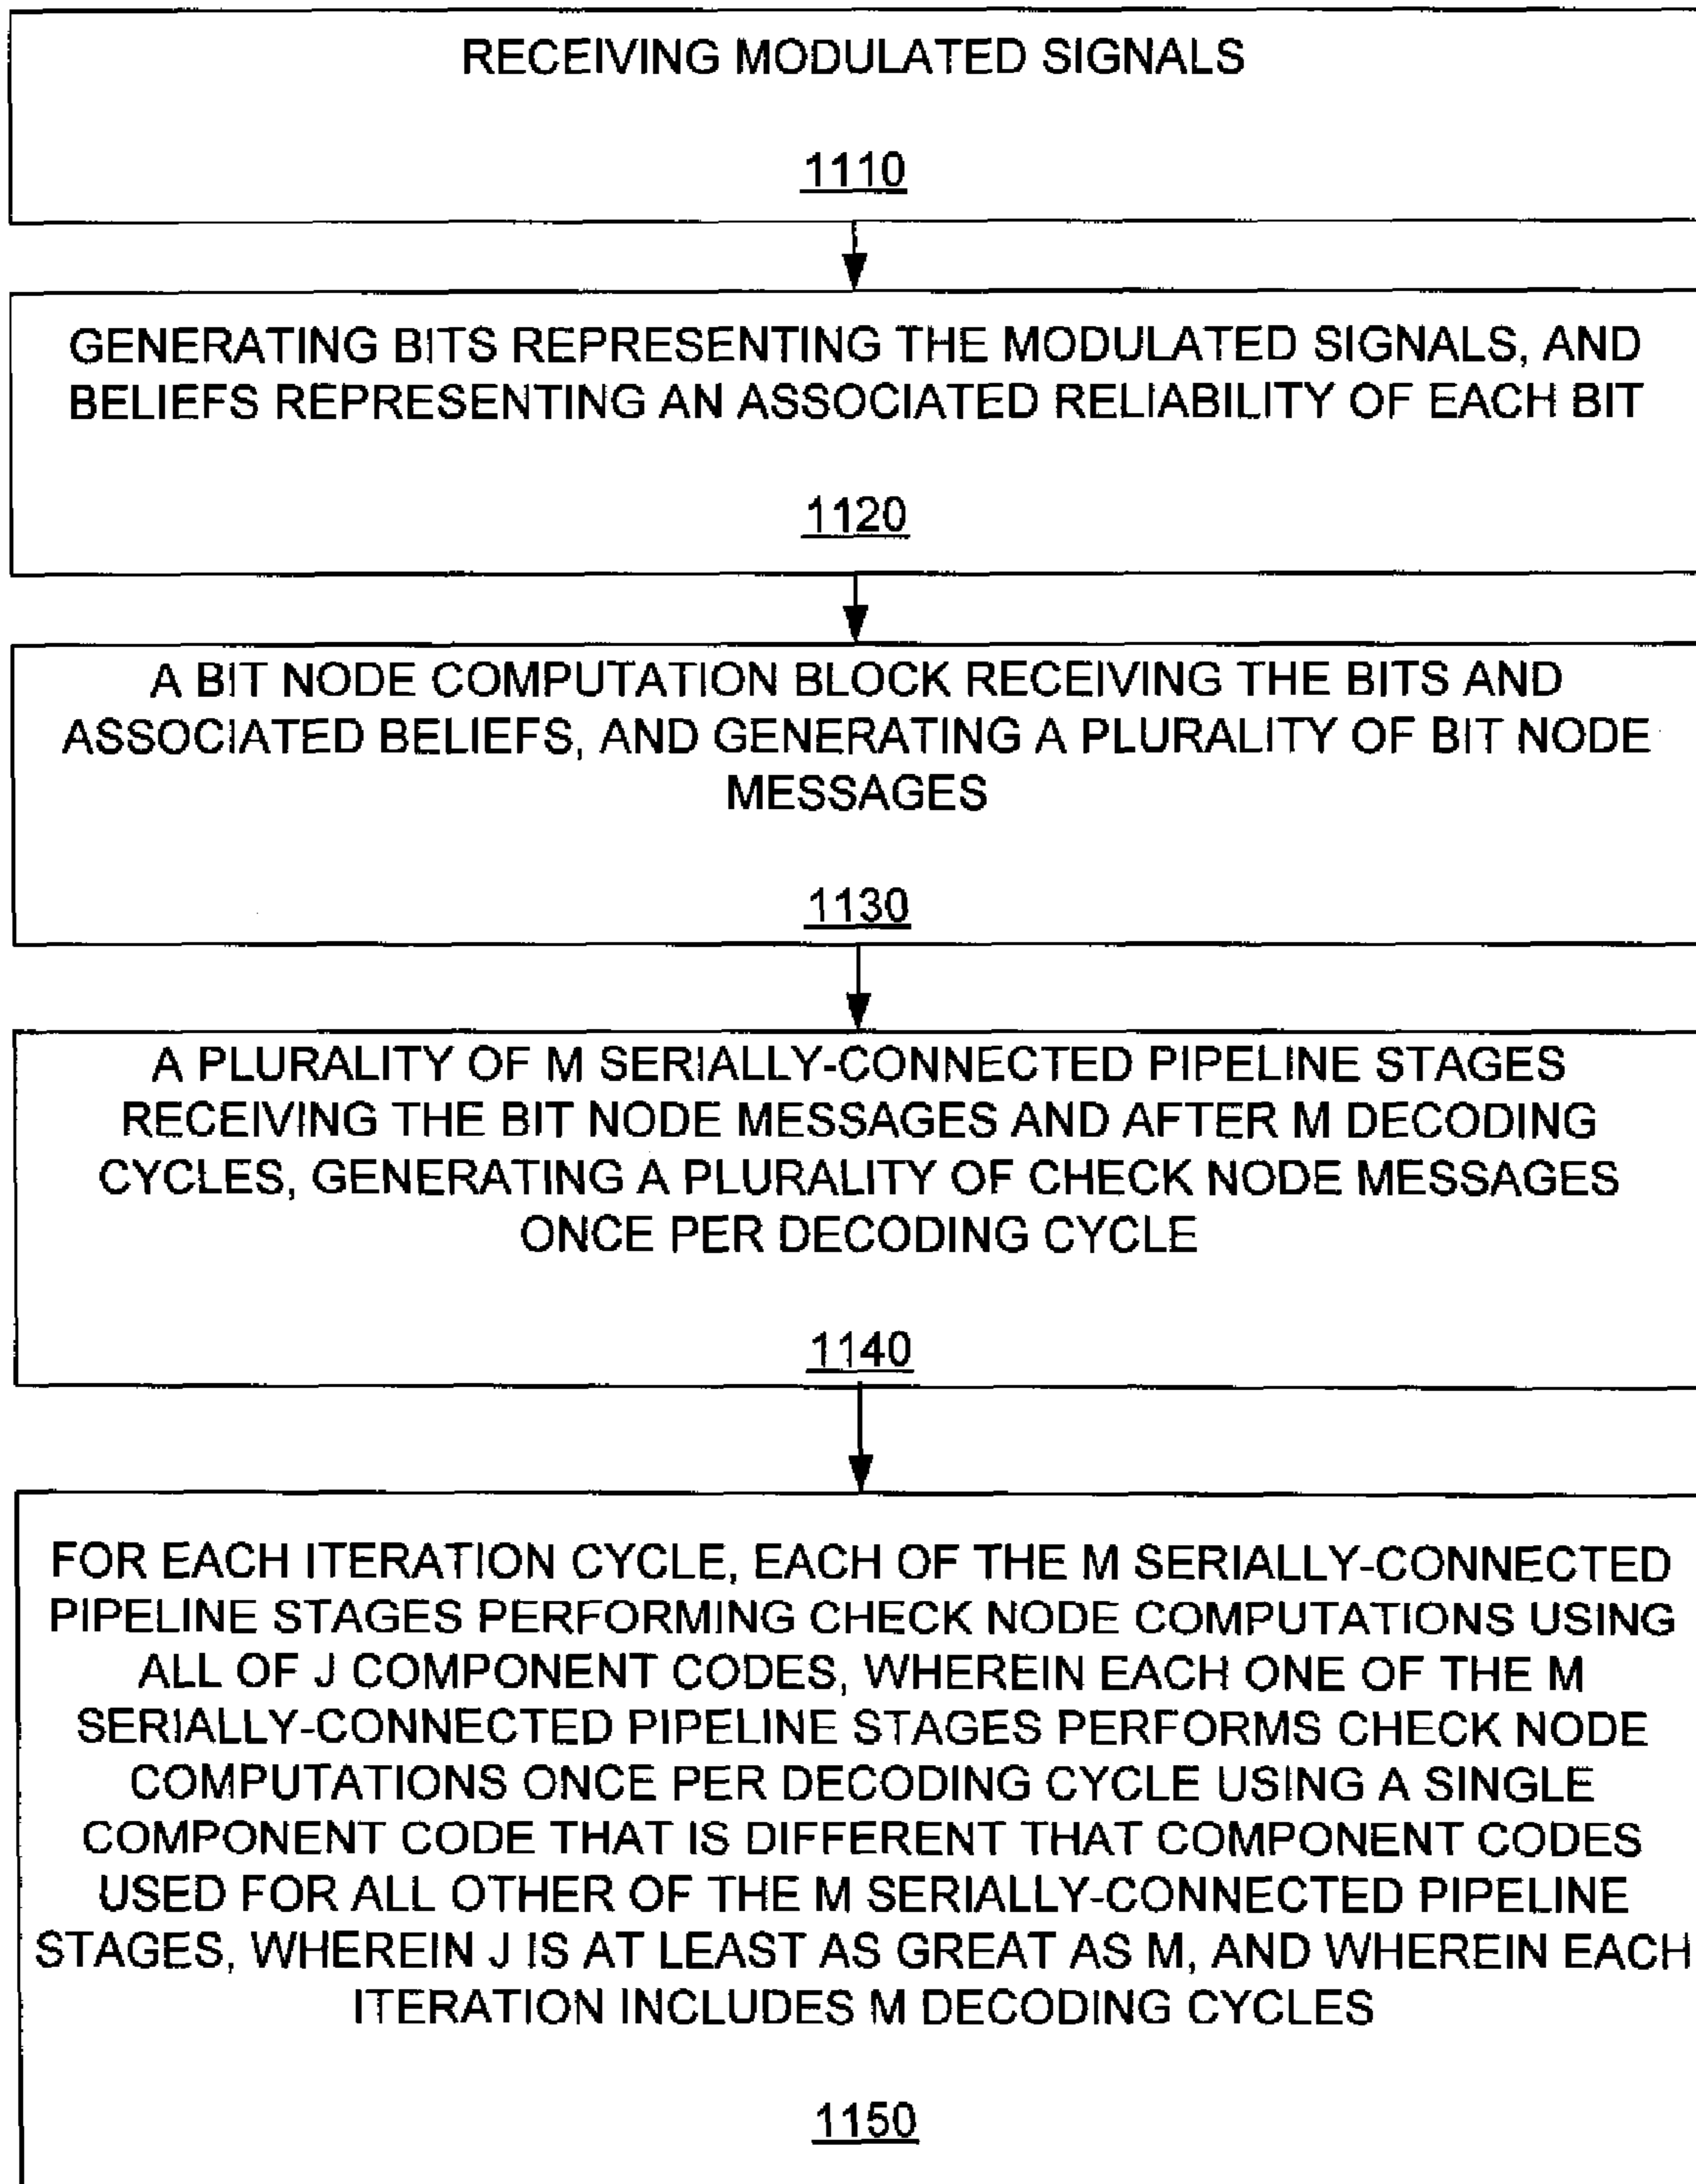 RECEIVING MODULATED SIGNALS
1110
GENERATING BITS REPRESENTING THE MODULATED SIGNALS, AND
BELIEFS REPRESENTING AN ASSOCIATED RELIABILITY OF EACH BIT
1120
A BIT NODE COMPUTATION BLOCK RECEIVING THE BITS AND
ASSOCIATED BELIEFS, AND GENERATING A PLURALITY OF BIT NODE
MESSAGES
1130
A PLURALITY OF M SERIALLY-CONNECTED PIPELINE STAGES
RECEIVING THE BIT NODE MESSAGES AND AFTER M DECODING
CYCLES, GENERATING A PLURALITY OF CHECK NODE MESSAGES
ONCE PER DECODING CYCLE
1140
FOR EACH ITERATION CYCLE, EACH OF THE M SERIALLY-CONNECTED
PIPELINE STAGES PERFORMING CHECK NODE COMPUTATIONS USING
ALL OF J COMPONENT CODES, WHEREIN EACH ONE OF THE M
SERIALLY-CONNECTED PIPELINE STAGES PERFORMS CHECK NODE
COMPUTATIONS ONCE PER DECODING CYCLE USING A SINGLE
COMPONENT CODE THAT IS DIFFERENT THAT COMPONENT CODES
USED FOR ALL OTHER OF THE M SERIALLY-CONNECTED PIPELINE
STAGES, WHEREIN J IS AT LEAST AS GREAT AS M, AND WHEREIN EACH
ITERATION INCLUDES M DECODING CYCLES
1150